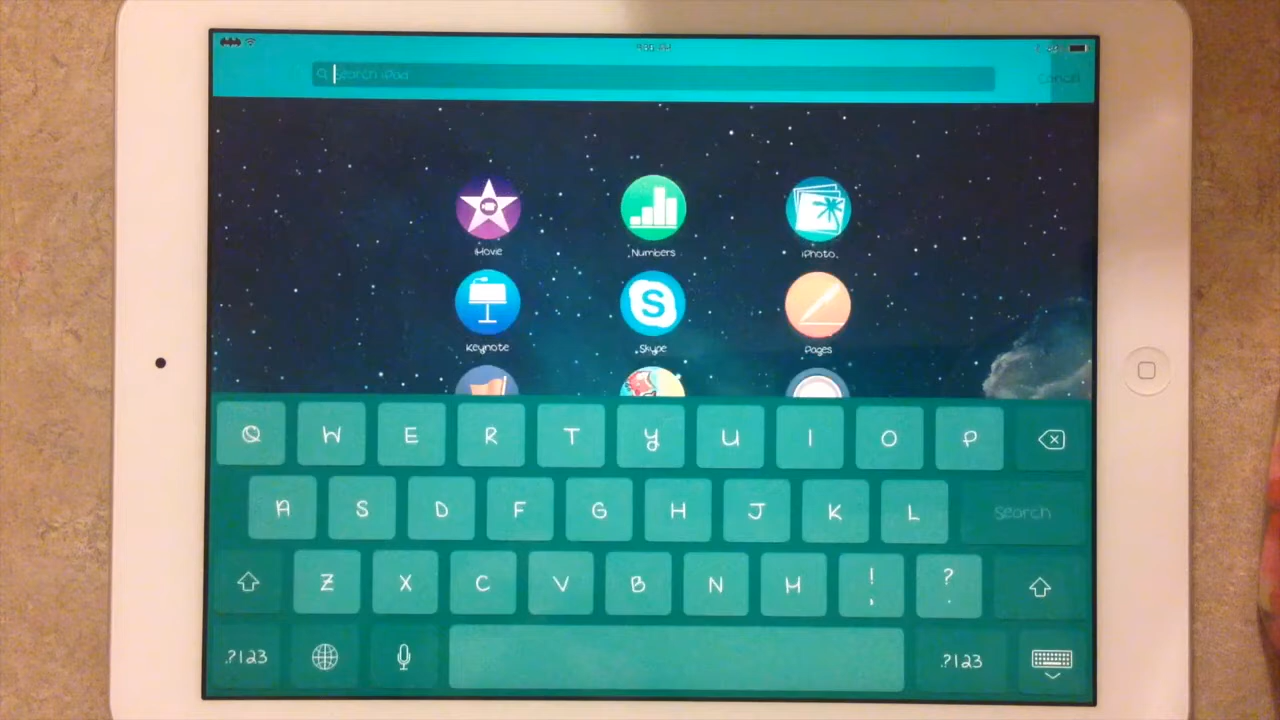 Search iPad
Cancel
iMovie Numbers iPhoto
Keynote Skype Pages
Q W E R T Y U I O P
A S D F G H J K L Search
Z X C V B N M ! , ? .
.?123 .?123